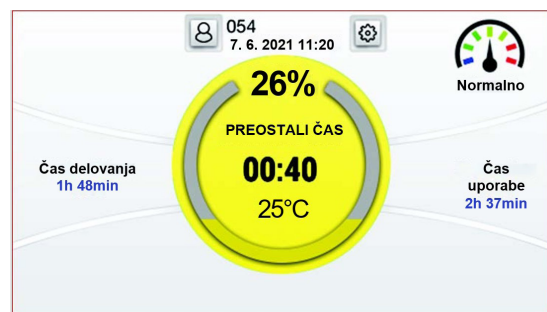 054
7. 6. 2021 11:20
Normalno
26%
PREOSTALI ČAS
00:40
25°C
Čas delovanja
1h 48min
Čas
uporabe
2h 37min